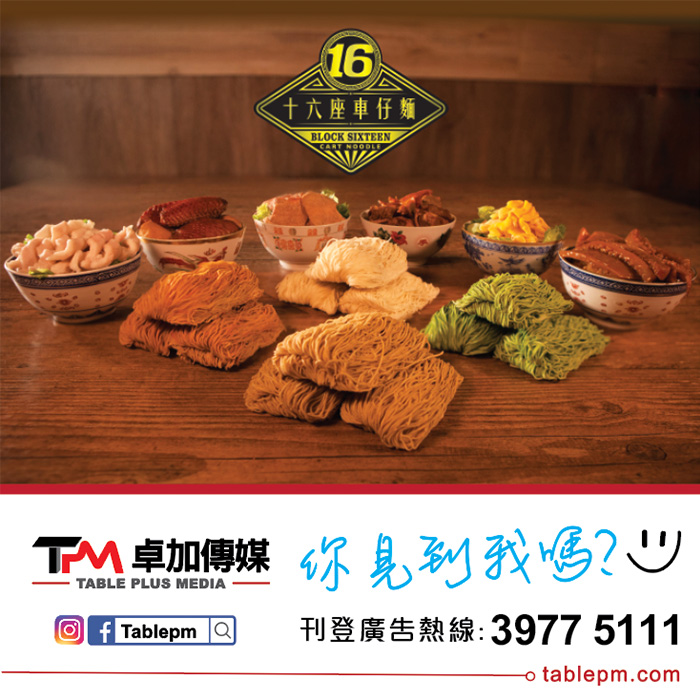 16
十六座車仔麵
BLOCK SIXTEEN
CART NOODLE
TPM 卓加傳媒
TABLE PLUS MEDIA
你見到我嗎?
Tablepm
刊登廣告熱線: 3977 5111
tablepm.com